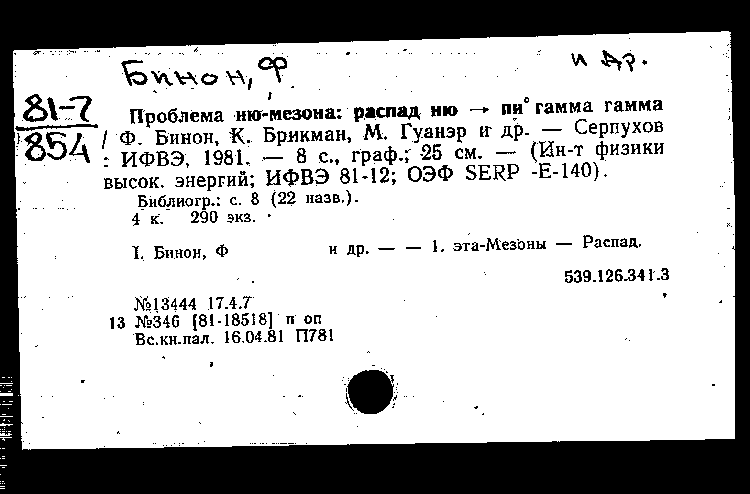 Бинон, Ф и др.
81-7
854
Проблема ню-мезона: распад ню → пи° гамма гамма
/ Ф. Бинон, К. Брикман, М. Гуанэр и др. — Серпухов
: ИФВЭ, 1981. — 8 с., граф.; 25 см. — (Ин-т физики
высок. энергий; ИФВЭ 81-12; ОЭФ SERP -E-140).
Библиогр.: с. 8 (22 назв.).
4 к. 290 экз.
I. Бинон, Ф и др. — — 1. эта-Мезоны — Распад.
539.126.341.3
№13444 17.4.7
13 №346 [81-18518] п оп
Вс.кн.пал. 16.04.81 П781